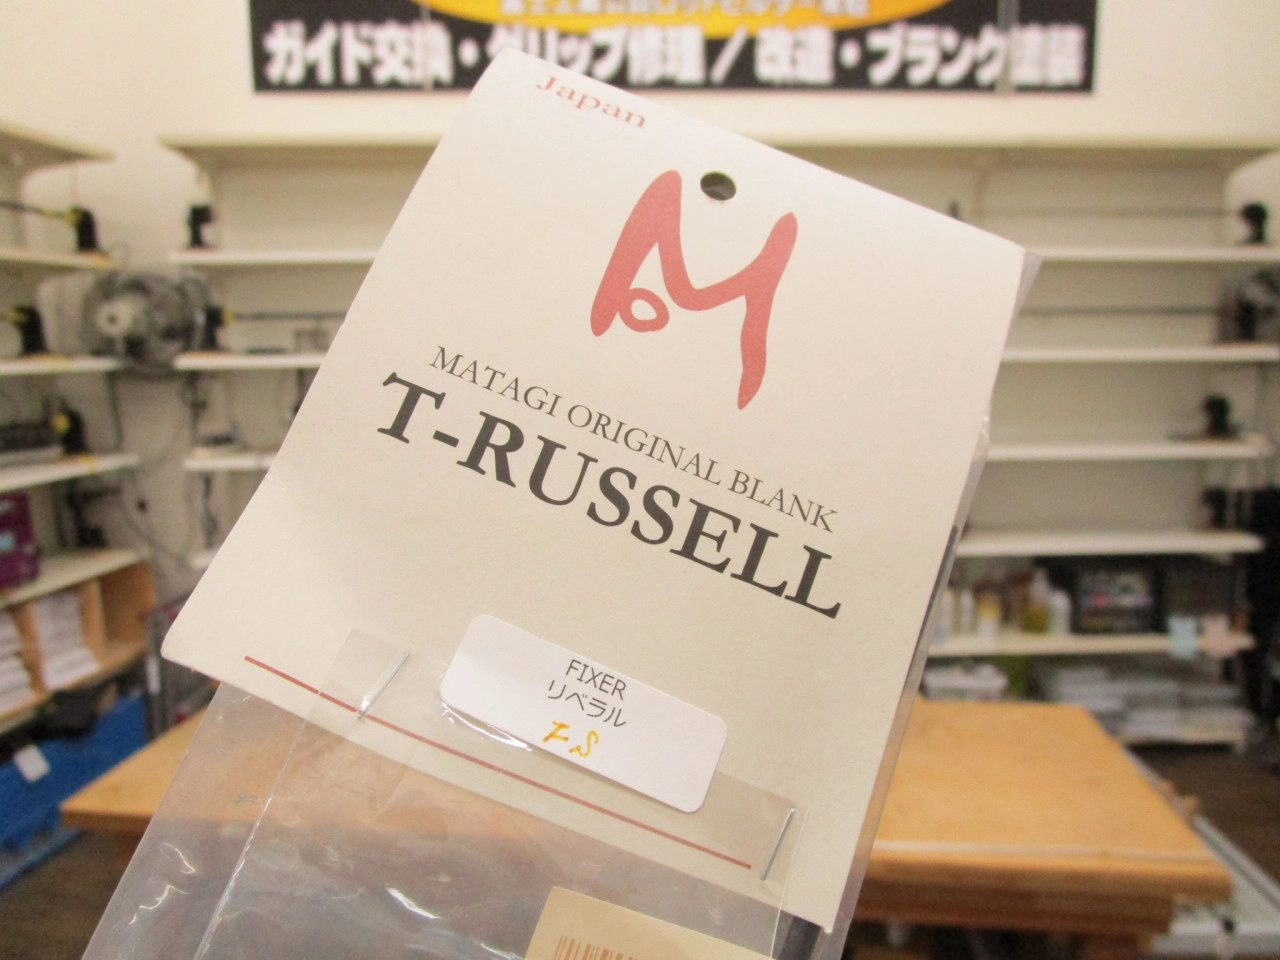 ガイド交換・グリップ修理／改造・ブランク塗装
Japan
MATAGI ORIGINAL BLANK
T-RUSSELL
FIXER
リベラル
FS